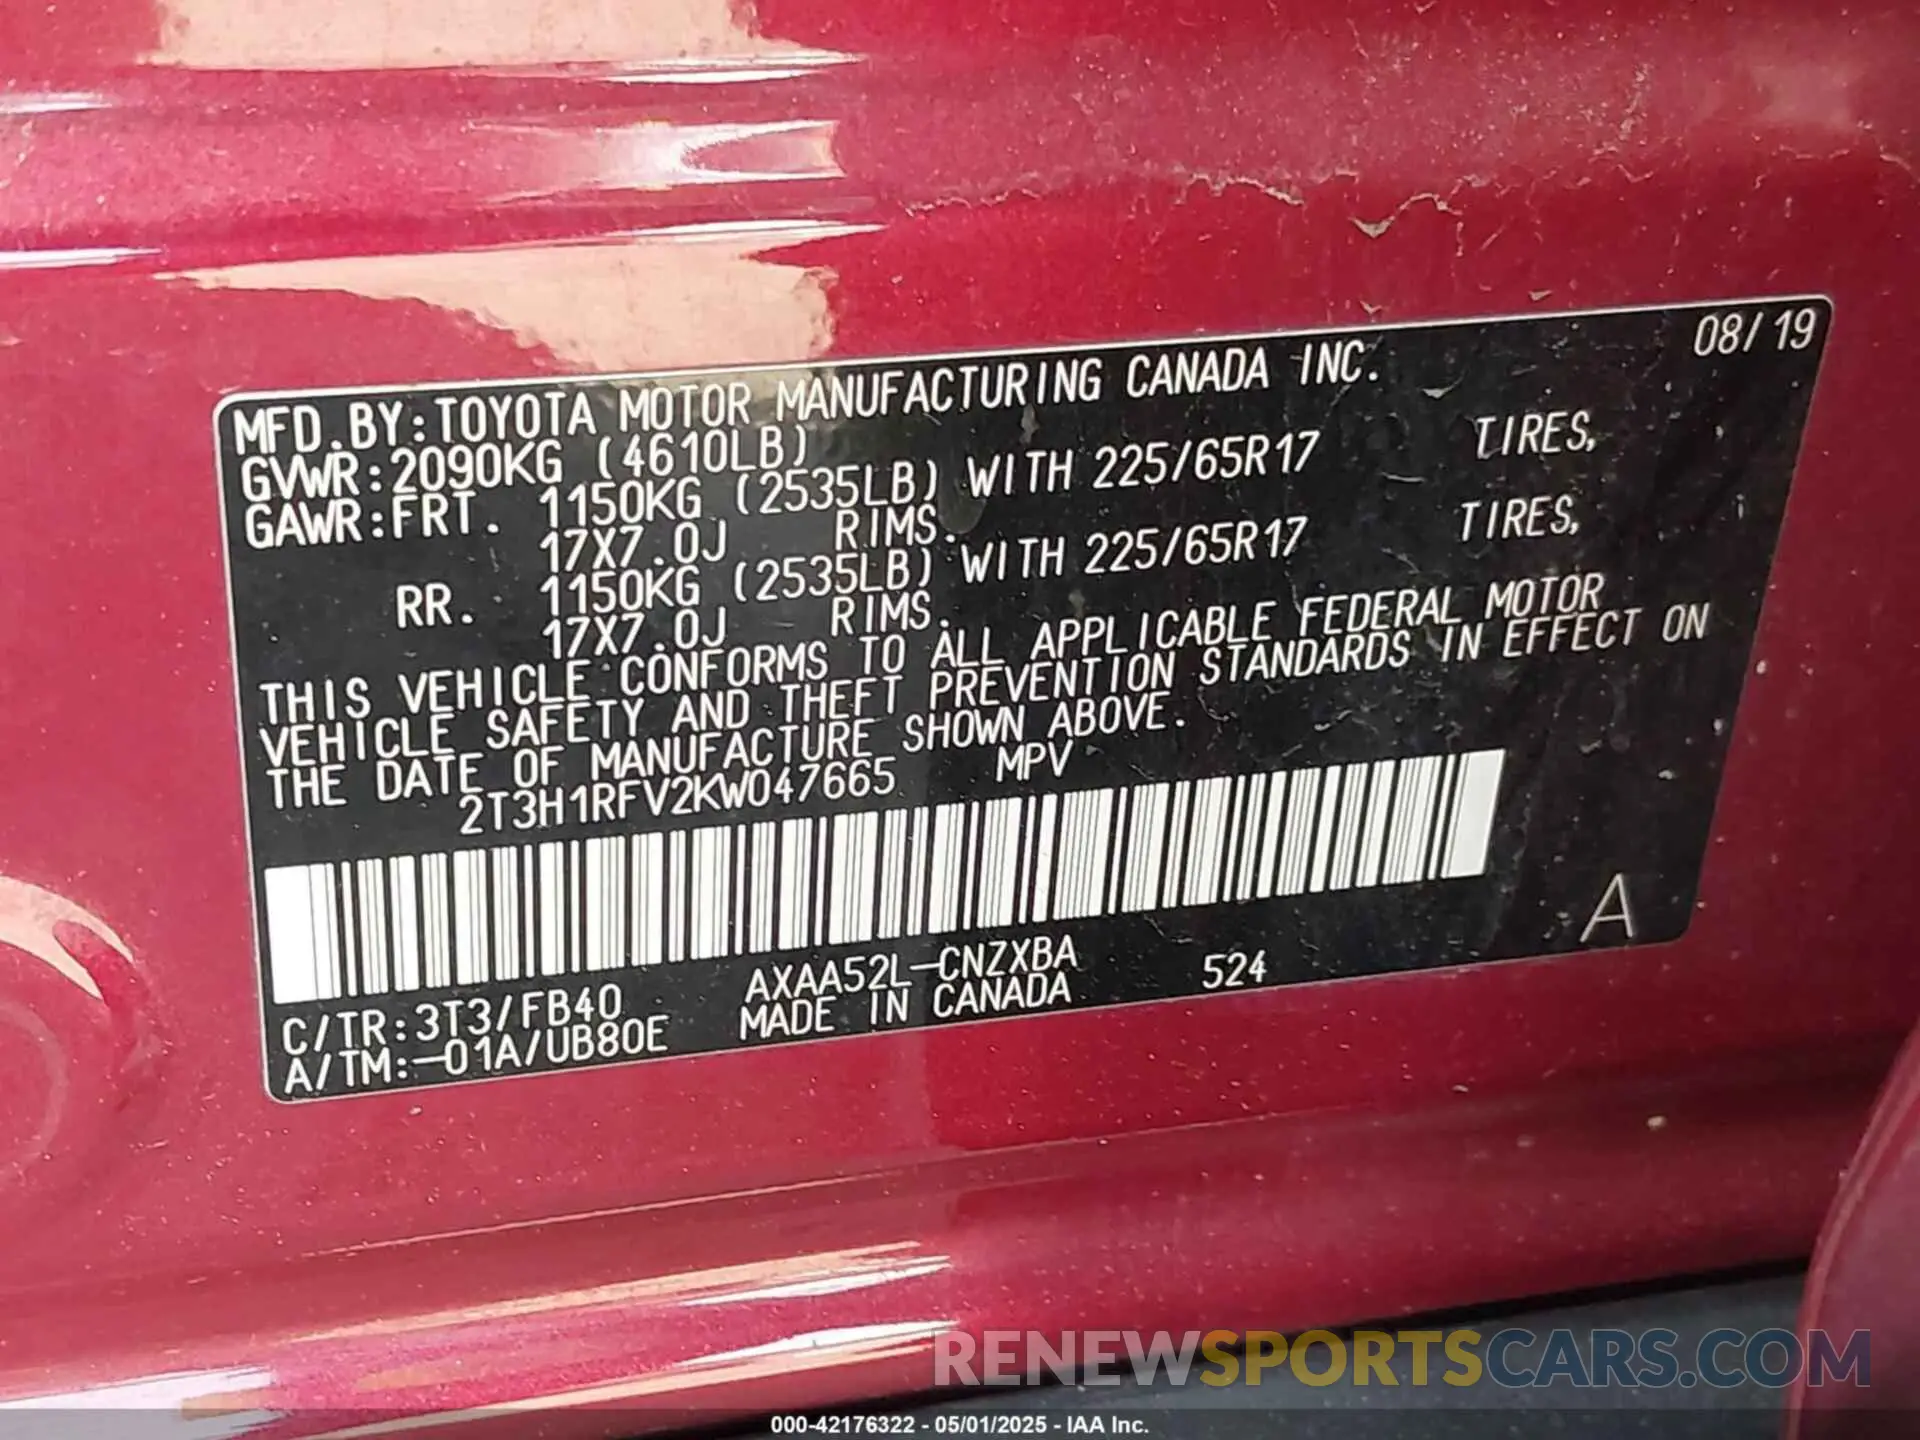 08/19
MFD.BY:TOYOTA MOTOR MANUFACTURING CANADA INC.
GVWR:2090KG (4610LB)
GAWR:FRT. 1150KG (2535LB) WITH 225/65R17 TIRES,
17X7.0J RIMS.
RR. 1150KG (2535LB) WITH 225/65R17 TIRES,
17X7.0J RIMS.
THIS VEHICLE CONFORMS TO ALL APPLICABLE FEDERAL MOTOR
VEHICLE SAFETY AND THEFT PREVENTION STANDARDS IN EFFECT ON
THE DATE OF MANUFACTURE SHOWN ABOVE.
2T3H1RFV2KW047665 MPV
A
C/TR:3T3/FB40 AXAA52L-CNZXBA 524
A/TM:-01A/UB80E MADE IN CANADA
RENEWSPORTSCARS.COM
000-42176322 - 05/01/2025 - IAA Inc.